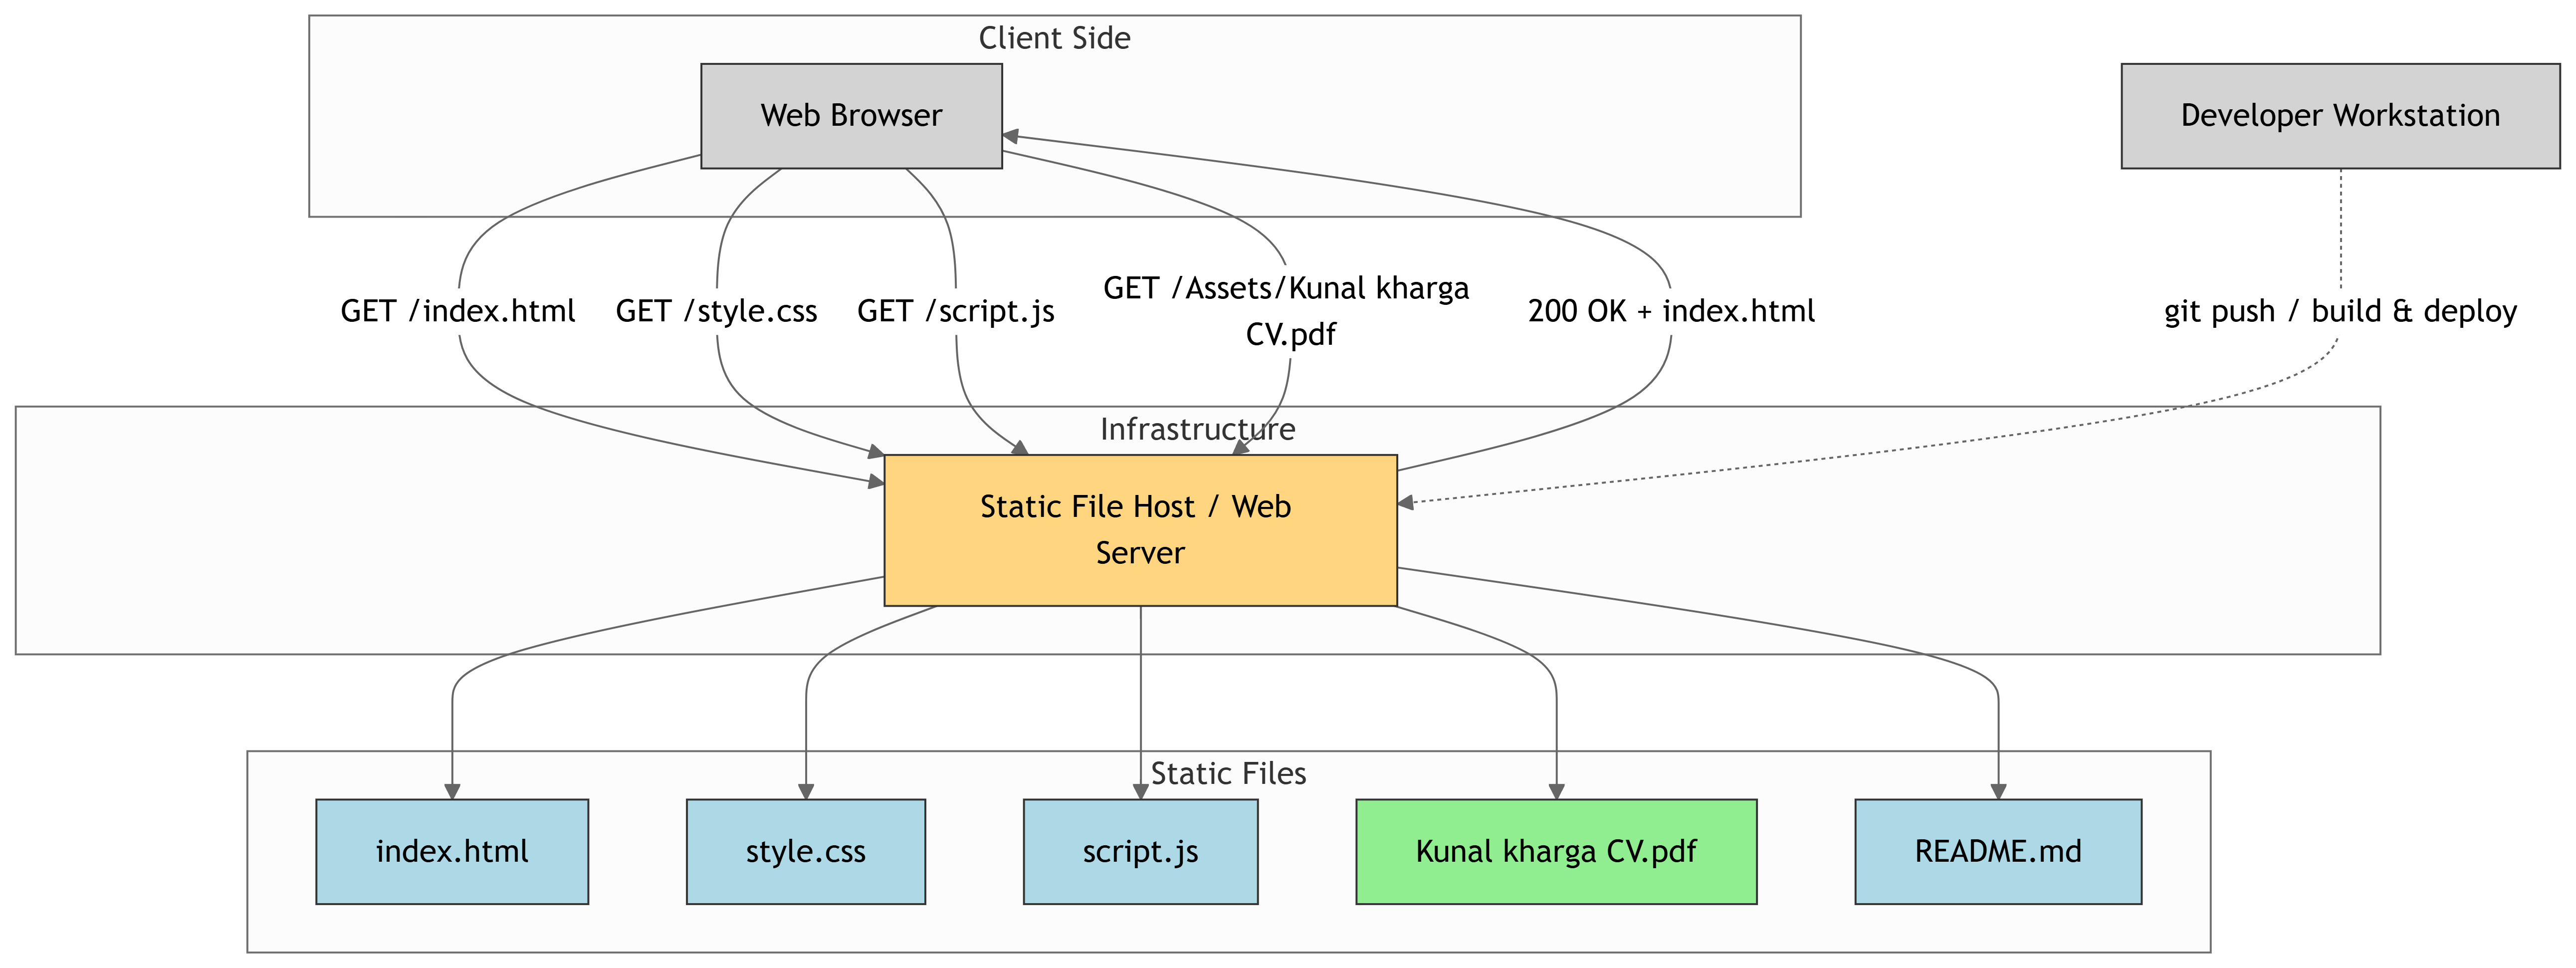 Client Side
Web Browser
Developer Workstation
GET /index.html
GET /style.css
GET /script.js
GET /Assets/Kunal kharga
CV.pdf
200 OK + index.html
git push / build & deploy
Infrastructure
Static File Host / Web
Server
Static Files
index.html
style.css
script.js
Kunal kharga CV.pdf
README.md